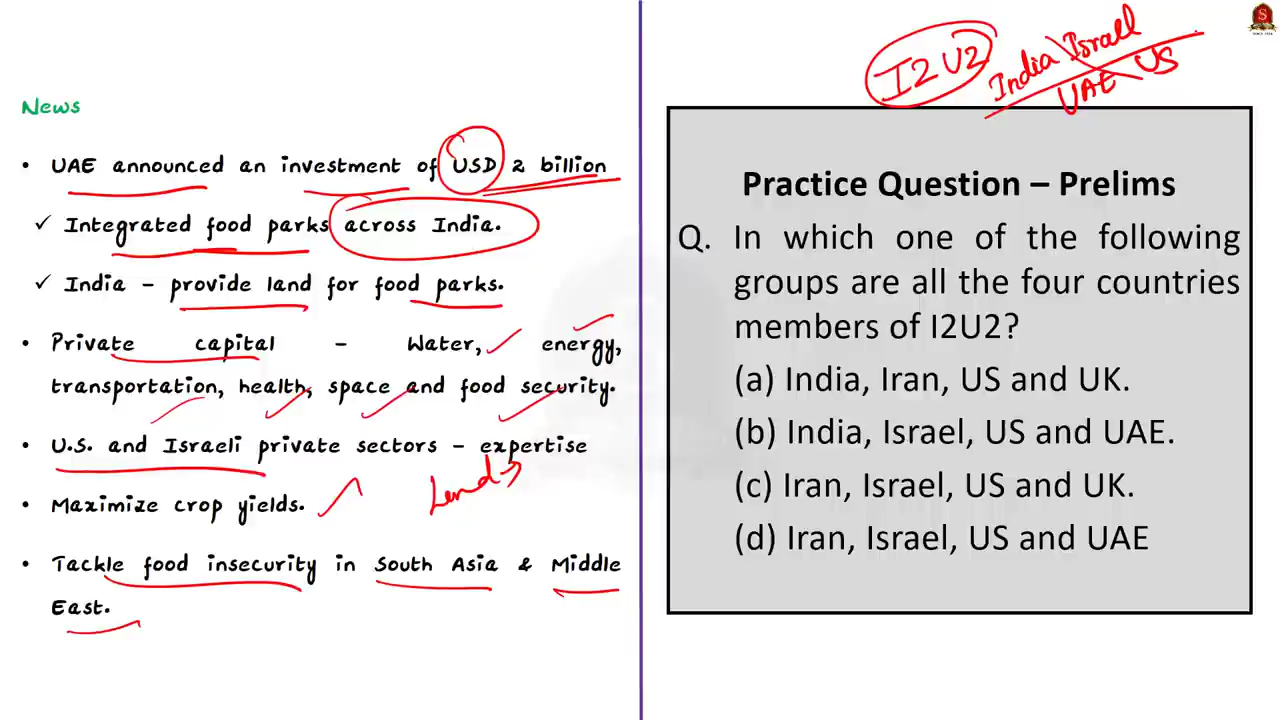 News
• UAE announced an investment of USD 2 billion
✓ Integrated food parks across India.
✓ India – provide land for food parks.
• Private capital – Water, energy,
transportation, health, space and food security.
• U.S. and Israeli private sectors – expertise
• Maximize crop yields.
• Tackle food insecurity in South Asia & Middle
East.
I2U2
India Israel
UAE US
Practice Question – Prelims
Q. In which one of the following
groups are all the four countries
members of I2U2?
(a) India, Iran, US and UK.
(b) India, Israel, US and UAE.
(c) Iran, Israel, US and UK.
(d) Iran, Israel, US and UAE